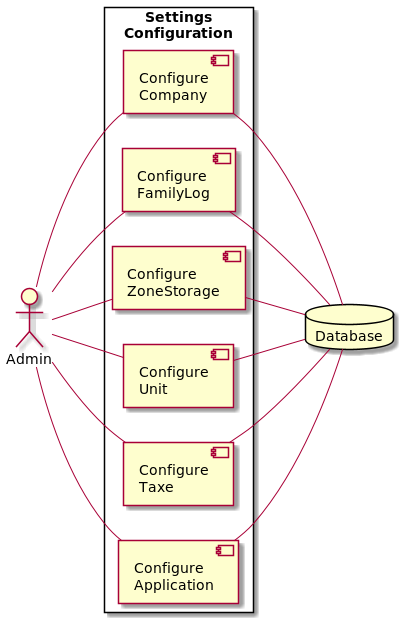 Settings
Configuration
Configure
Company
Configure
FamilyLog
Configure
ZoneStorage
Admin
Database
Configure
Unit
Configure
Taxe
Configure
Application